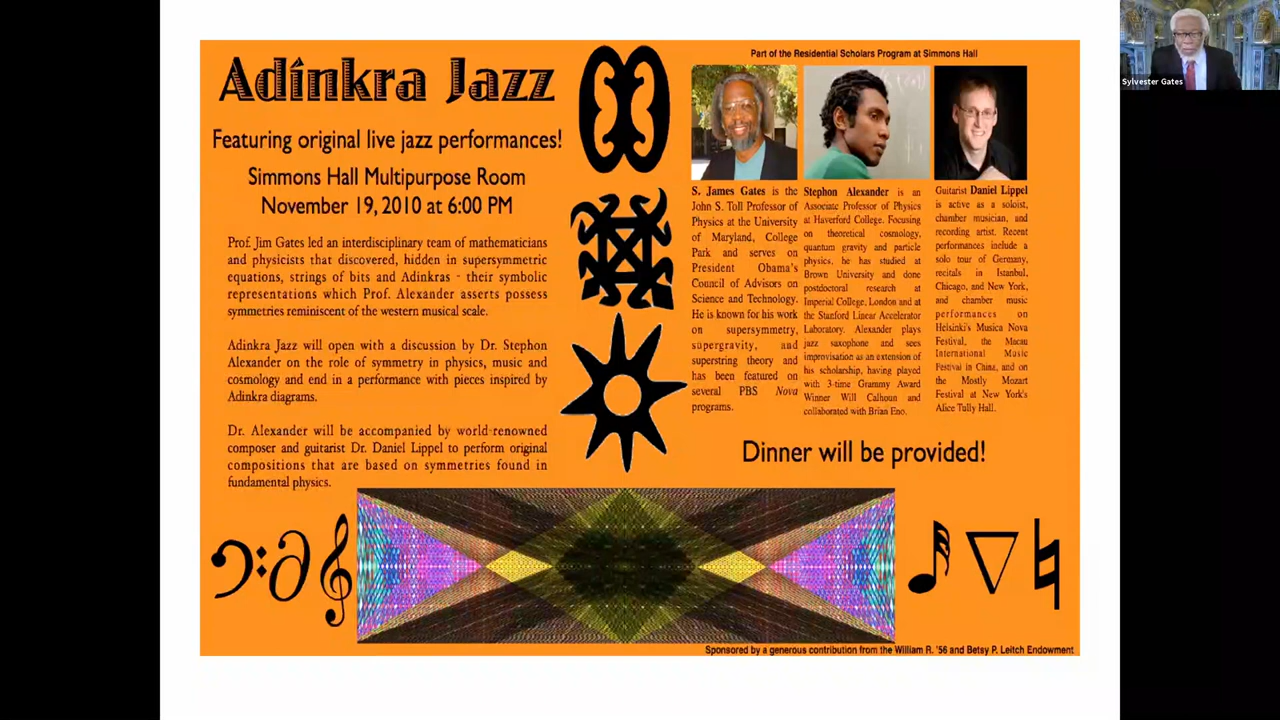 Adinkra Jazz
Featuring original live jazz performances!
Simmons Hall Multipurpose Room
November 19, 2010 at 6:00 PM
Prof. Jim Gates led an interdisciplinary team of mathematicians
and physicists that discovered, hidden in supersymmetric
equations, strings of bits and Adinkras - their symbolic
representations which Prof. Alexander asserts possess
symmetries reminiscent of the western musical scale.
Adinkra Jazz will open with a discussion by Dr. Stephon
Alexander on the role of symmetry in physics, music and
cosmology and end in a performance with pieces inspired by
Adinkra diagrams.
Dr. Alexander will be accompanied by world-renowned
composer and guitarist Dr. Daniel Lippel to perform original
compositions that are based on symmetries found in
fundamental physics.
Part of the Residential Scholars Program at Simmons Hall
S. James Gates is the
John S. Toll Professor of
Physics at the University
of Maryland, College
Park and serves on
President Obama's
Council of Advisors on
Science and Technology.
He is known for his work
on supersymmetry,
supergravity, and
superstring theory and
has been featured on
several PBS Nova
programs.
Stephon Alexander is an
Associate Professor of Physics
at Haverford College. Focusing
on theoretical cosmology,
quantum gravity and particle
physics, he has studied at
Brown University and done
postdoctoral research at
Imperial College, London and at
the Stanford Linear Accelerator
Laboratory. Alexander plays
jazz saxophone and sees
improvisation as an extension of
his scholarship, having played
with 3-time Grammy Award
Winner Will Calhoun and
collaborated with Brian Eno.
Guitarist Daniel Lippel
is active as a soloist,
chamber musician, and
recording artist. Recent
performances include a
solo tour of Germany,
recitals in Istanbul,
Chicago, and New York,
and chamber music
performances on
Helsinki's Musica Nova
Festival, the Macau
International Music
Festival in China, and on
the Mostly Mozart
Festival at New York's
Alice Tully Hall.
Dinner will be provided!
Sponsored by a generous contribution from the William R. '56 and Betsy P. Leitch Endowment
Sylvester Gates